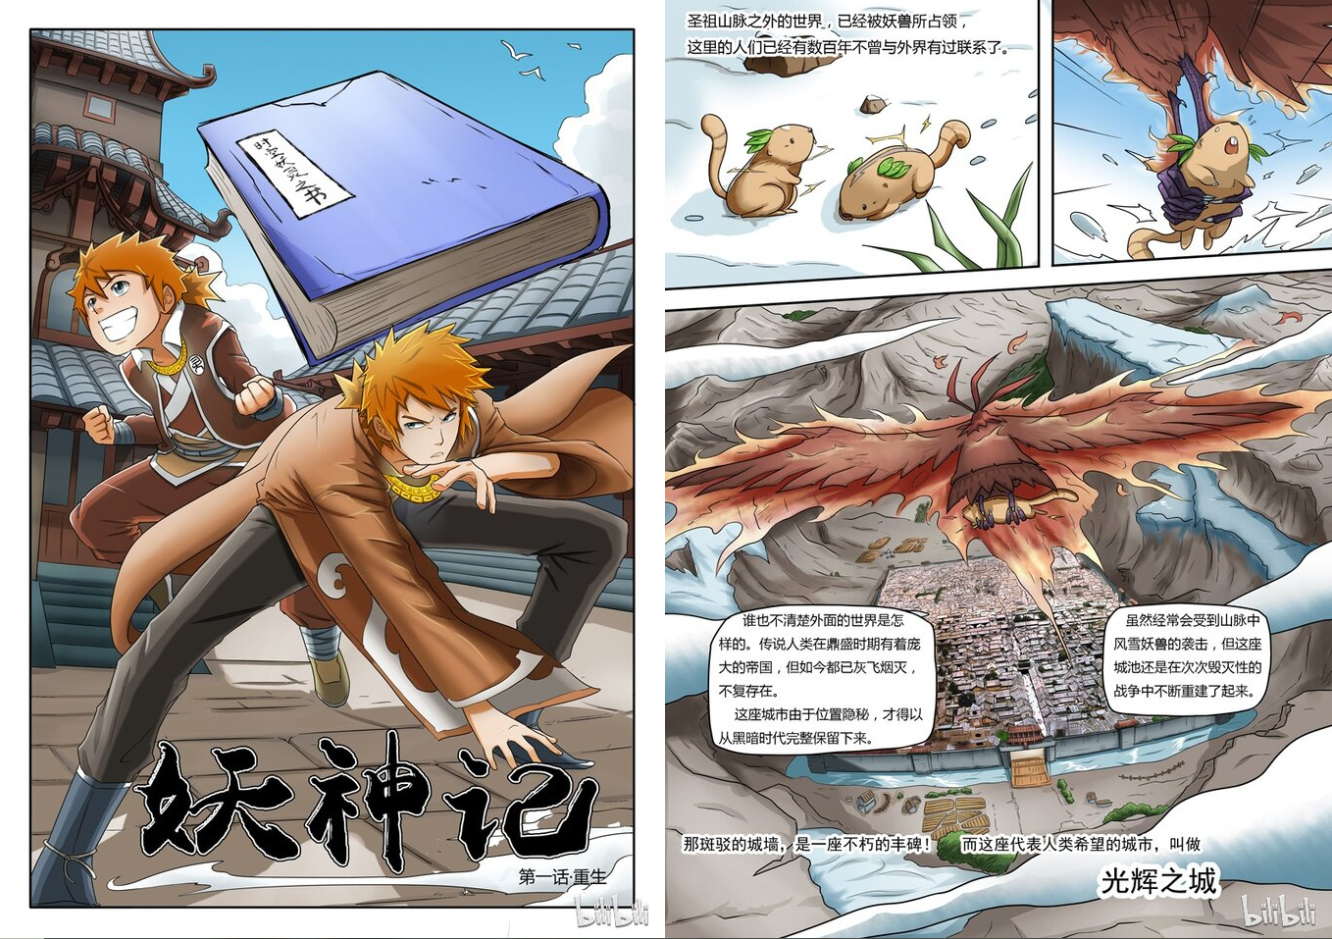 时空妖灵之书
妖神记
第一话·重生
bilibili
圣祖山脉之外的世界，已经被妖兽所占领，
这里的人们已经有数百年不曾与外界有过联系了。
谁也不清楚外面的世界是怎
样的。传说人类在鼎盛时期有着庞
大的帝国，但如今都已灰飞烟灭，
不复存在。
这座城市由于位置隐秘，才得以
从黑暗时代完整保留下来。
虽然经常会受到山脉中
风雪妖兽的袭击，但这座
城池还是在次次毁灭性的
战争中不断重建了起来。
那斑驳的城墙，是一座不朽的丰碑！
而这座代表人类希望的城市，叫做
光辉之城
bilibili